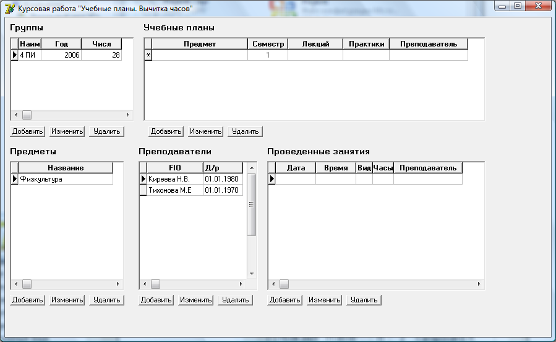 Курсовая работа "Учебные планы. Вычитка часов"
Группы
Наим Год Числ
4 ПИ 2006 28
Добавить Изменить Удалить
Учебные планы
Предмет Семестр Лекций Практики Преподаватель
1
Добавить Изменить Удалить
Предметы
Название
Физкультура
Добавить Изменить Удалить
Преподаватели
FIO Д/р
Киреева Н.В. 01.01.1980
Тихонова М.Е 01.01.1970
Добавить Изменить Удалить
Проведенные занятия
Дата Время Вид Часы Преподаватель
Добавить Изменить Удалить